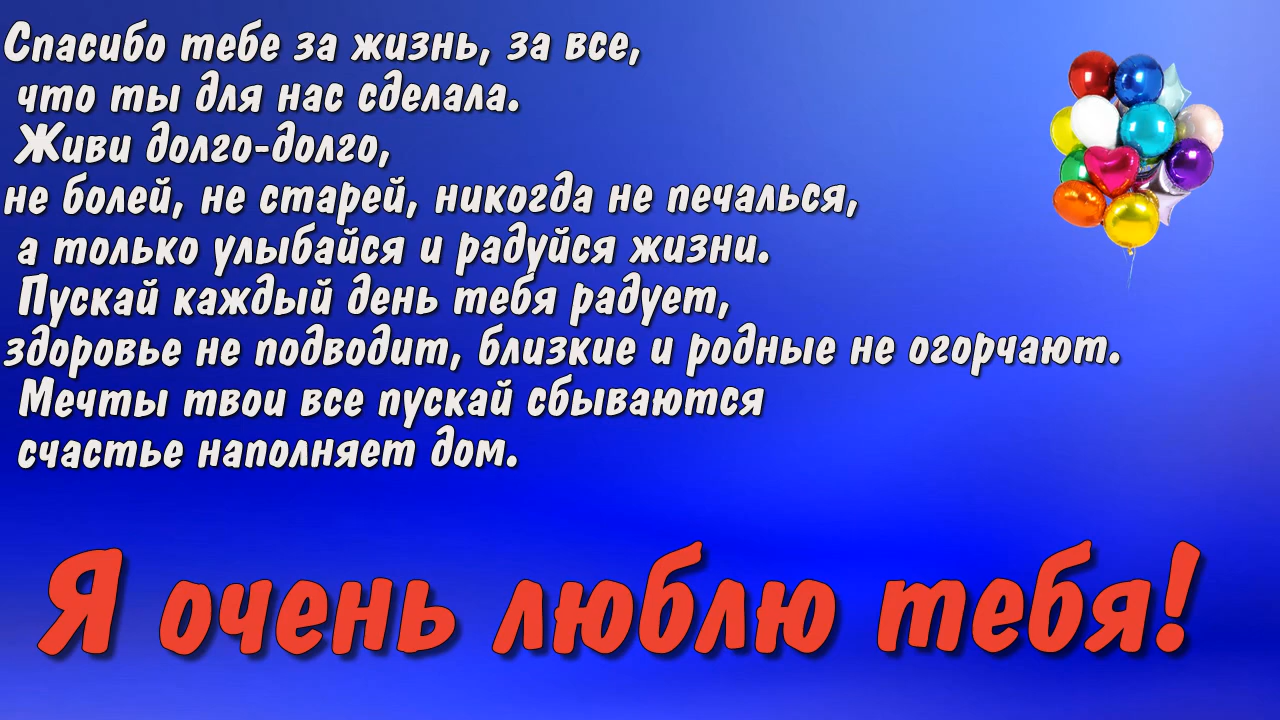 Спасибо тебе за жизнь, за все,
что ты для нас сделала.
Живи долго-долго,
не болей, не старей, никогда не печалься,
а только улыбайся и радуйся жизни.
Пускай каждый день тебя радует,
здоровье не подводит, близкие и родные не огорчают.
Мечты твои все пускай сбываются
счастье наполняет дом.
Я очень люблю тебя!